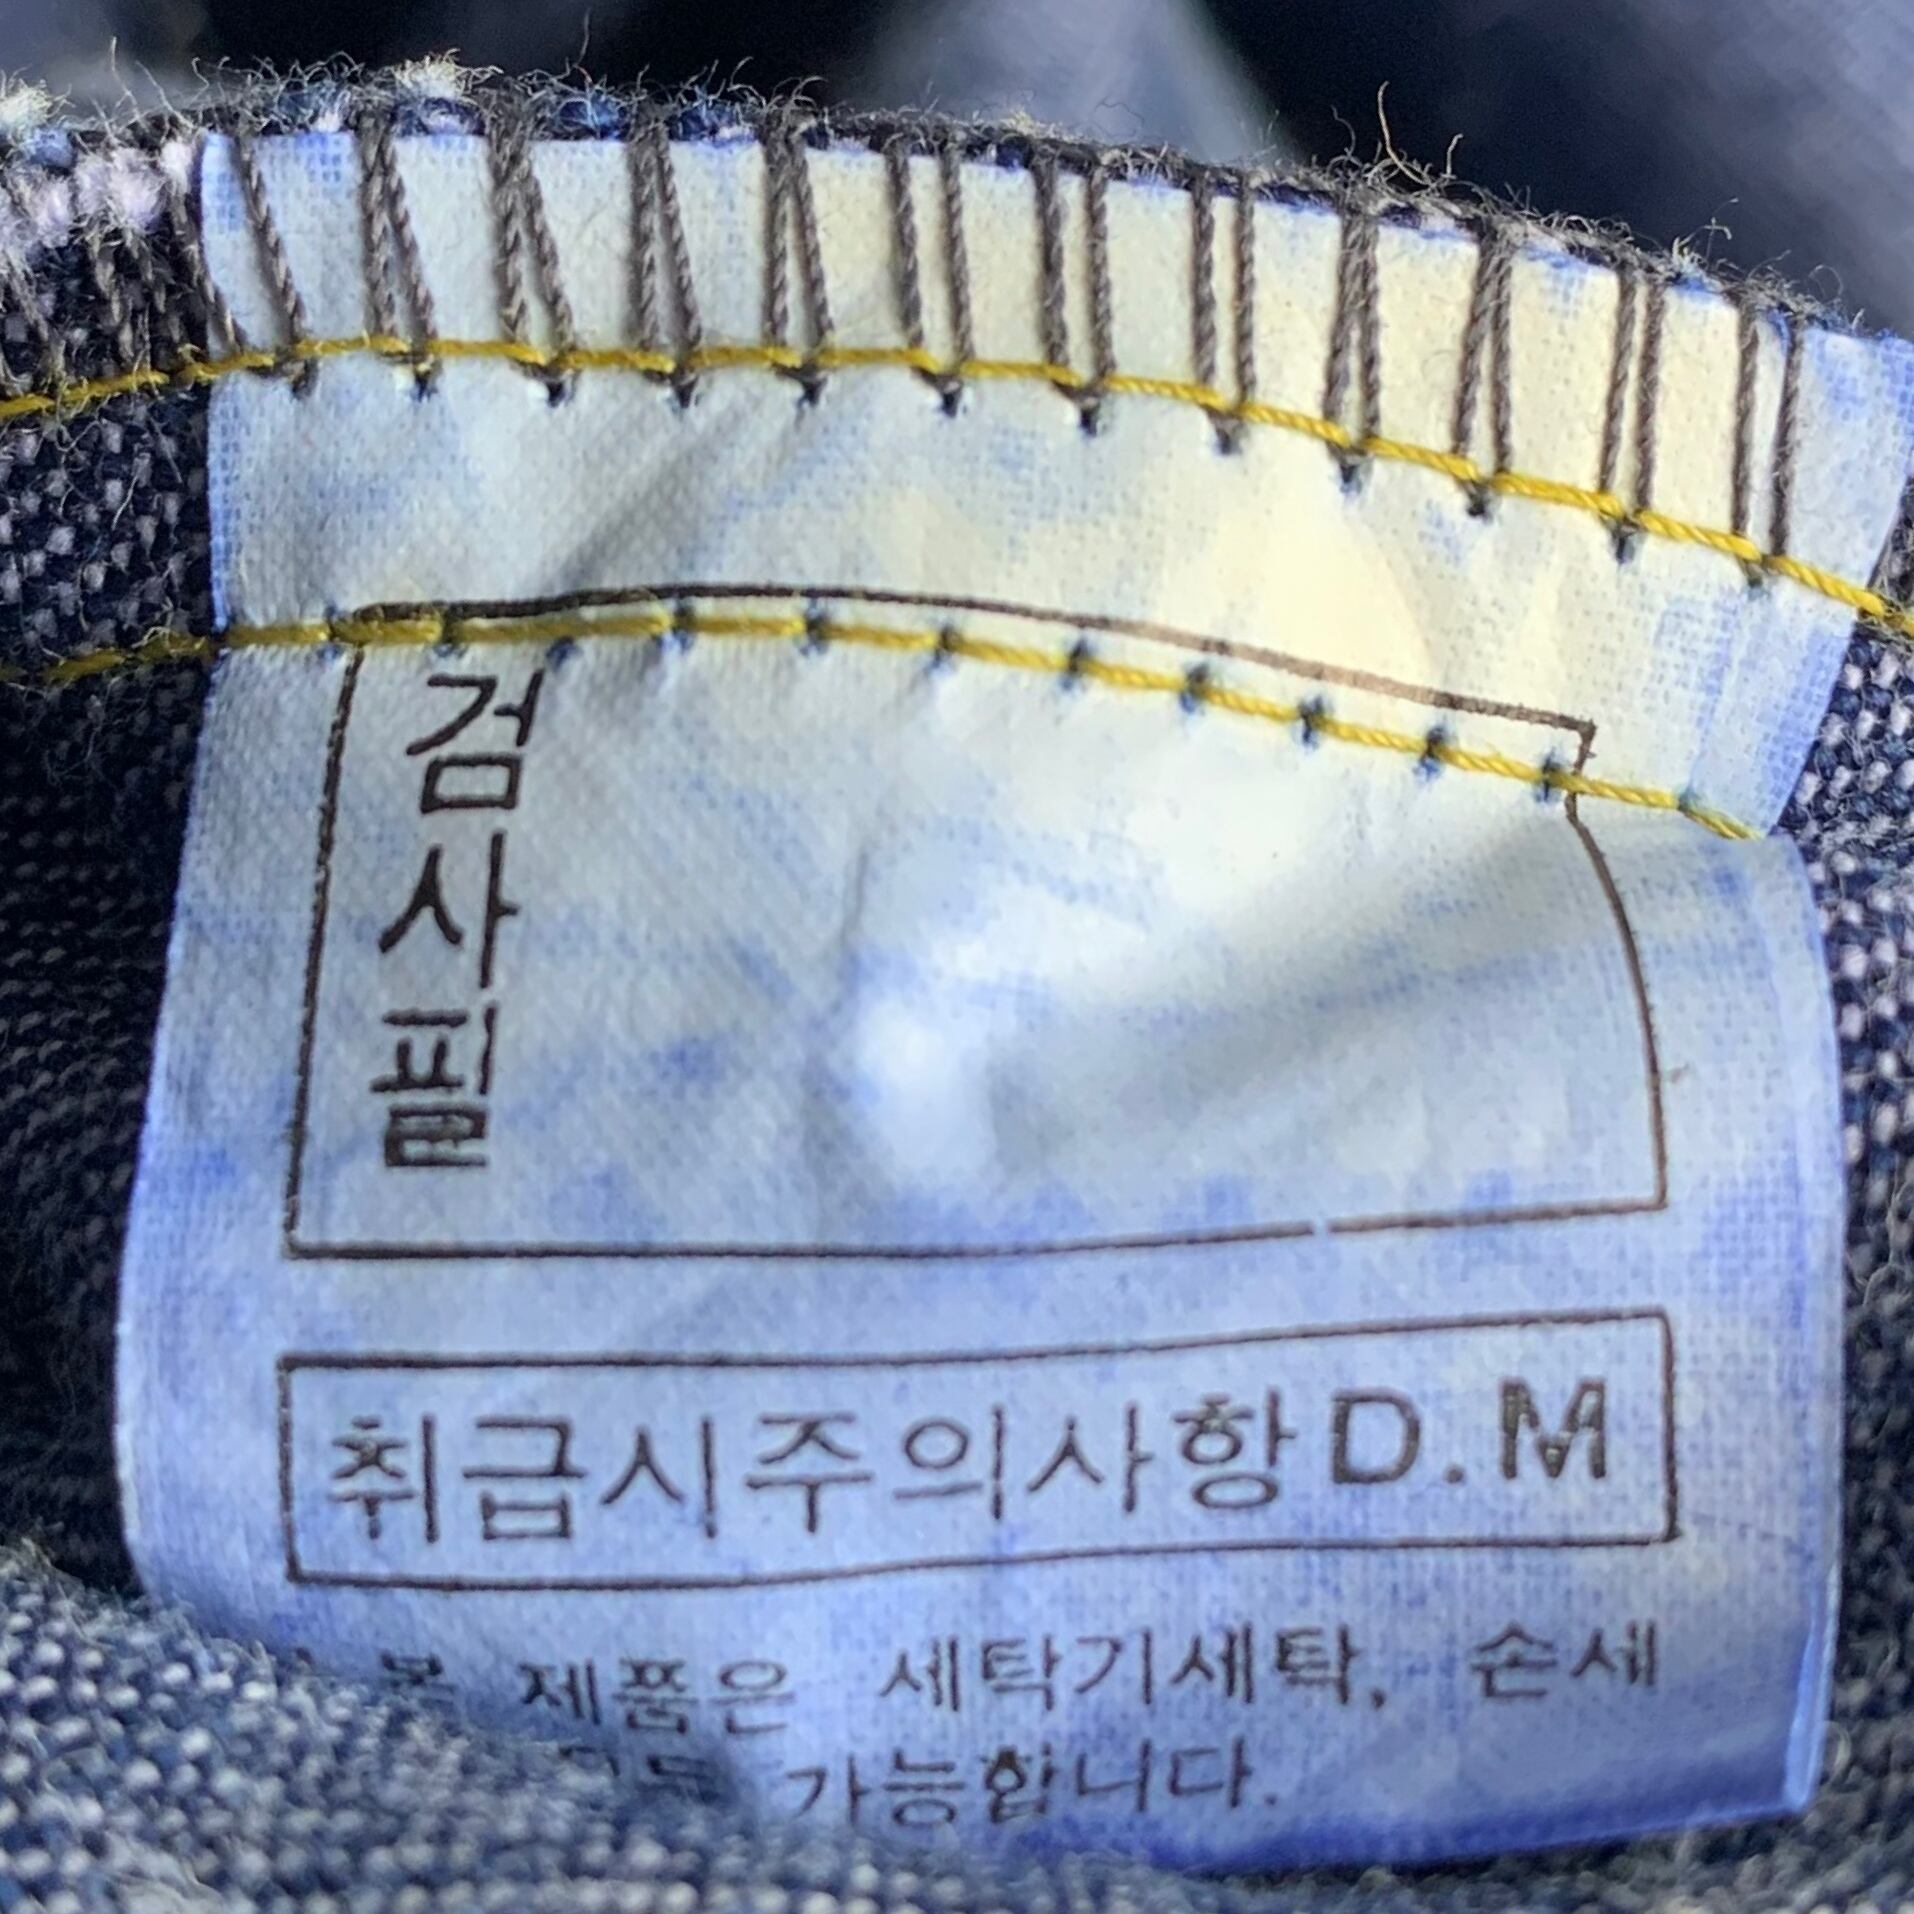 검사필
취급시주의사항D.M
본 제품은 세탁기세탁, 손세
가능합니다.